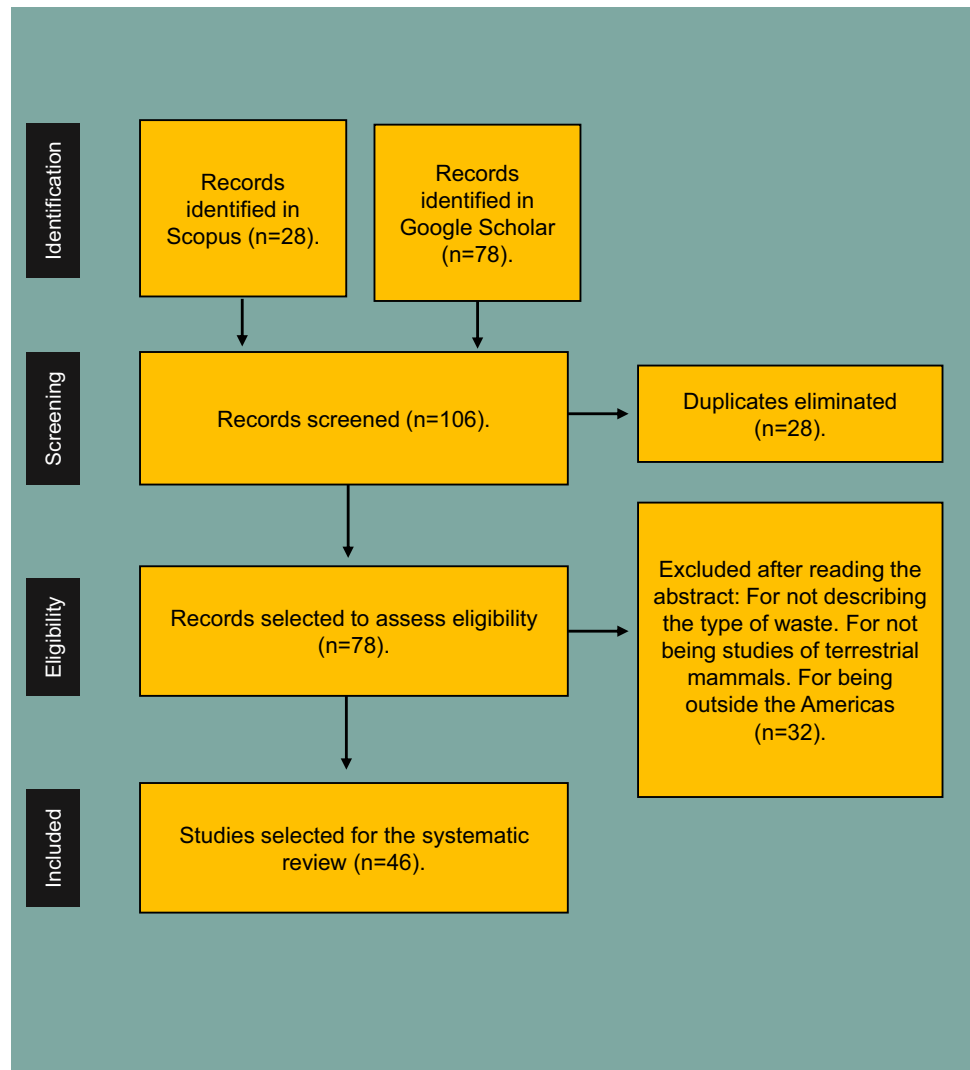 Identification
Records
identified in
Scopus (n=28).
Records
identified in
Google Scholar
(n=78).
Screening
Records screened (n=106).
Duplicates eliminated
(n=28).
Eligibility
Records selected to assess eligibility
(n=78).
Excluded after reading the
abstract: For not describing
the type of waste. For not
being studies of terrestrial
mammals. For being
outside the Americas
(n=32).
Included
Studies selected for the systematic
review (n=46).